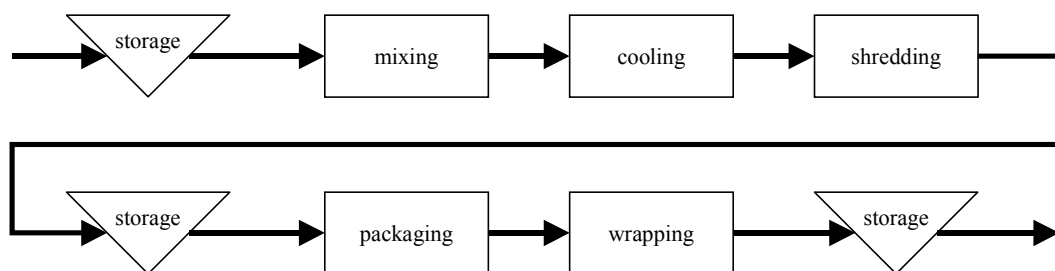 storage
mixing
cooling
shredding
storage
packaging
wrapping
storage